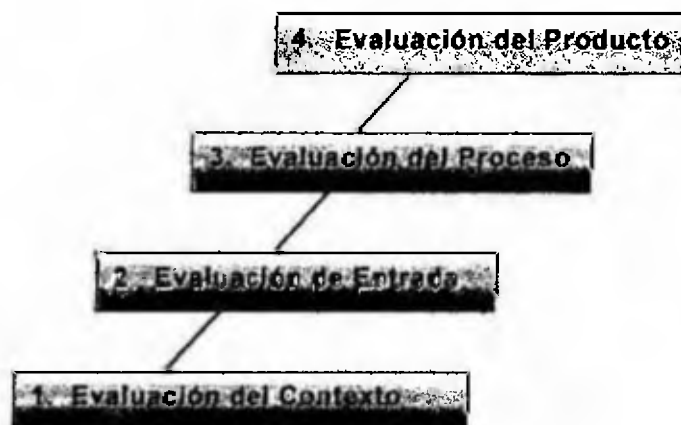 4. Evaluación del Producto
3. Evaluación del Proceso
2. Evaluación de Entrada
1. Evaluación del Contexto